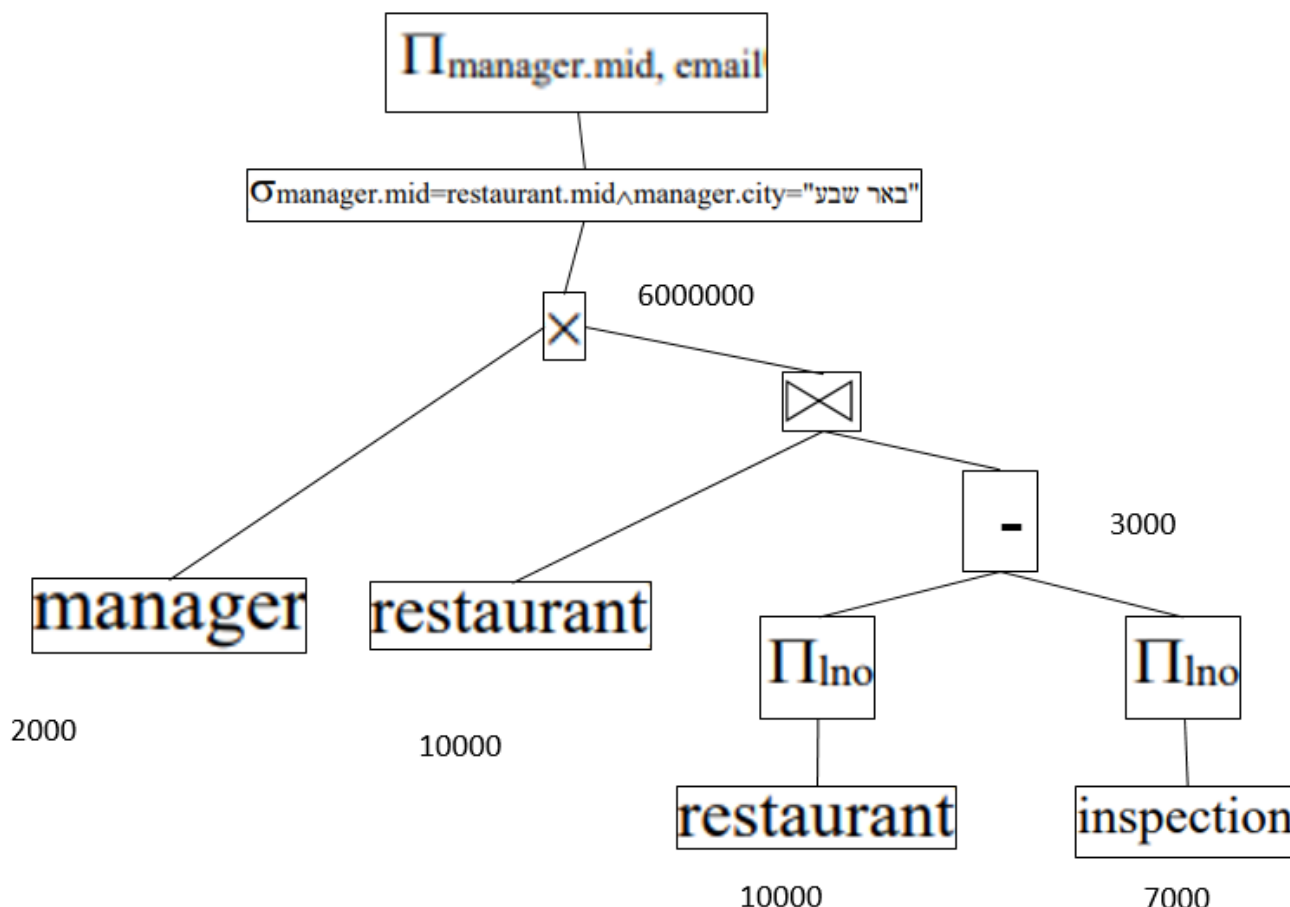 Πmanager.mid, email
σmanager.mid=restaurant.mid∧manager.city="באר שבע"
6000000
×
⋈
-
3000
manager
restaurant
Πlno
Πlno
2000
10000
restaurant
inspection
10000
7000